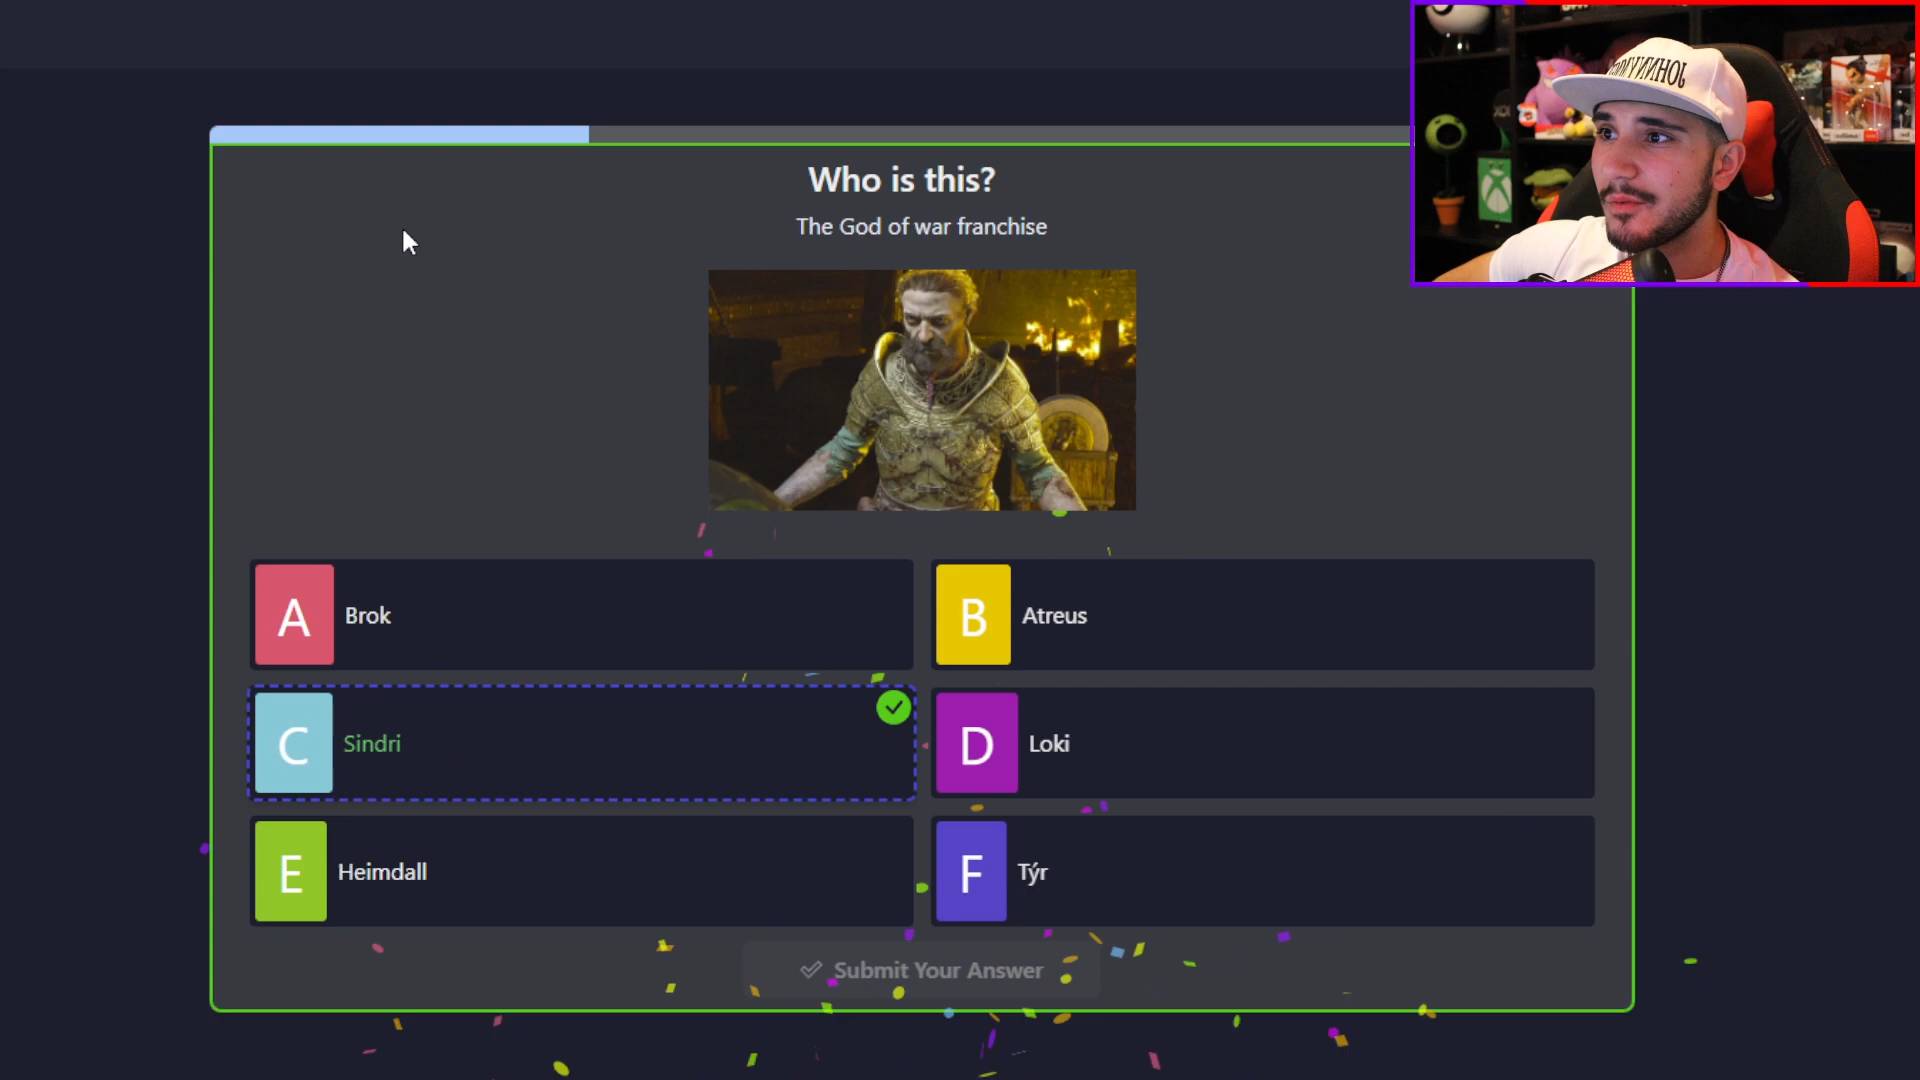 Who is this?
The God of war franchise
A Brok
B Atreus
C Sindri
D Loki
E Heimdall
F Týr
Submit Your Answer